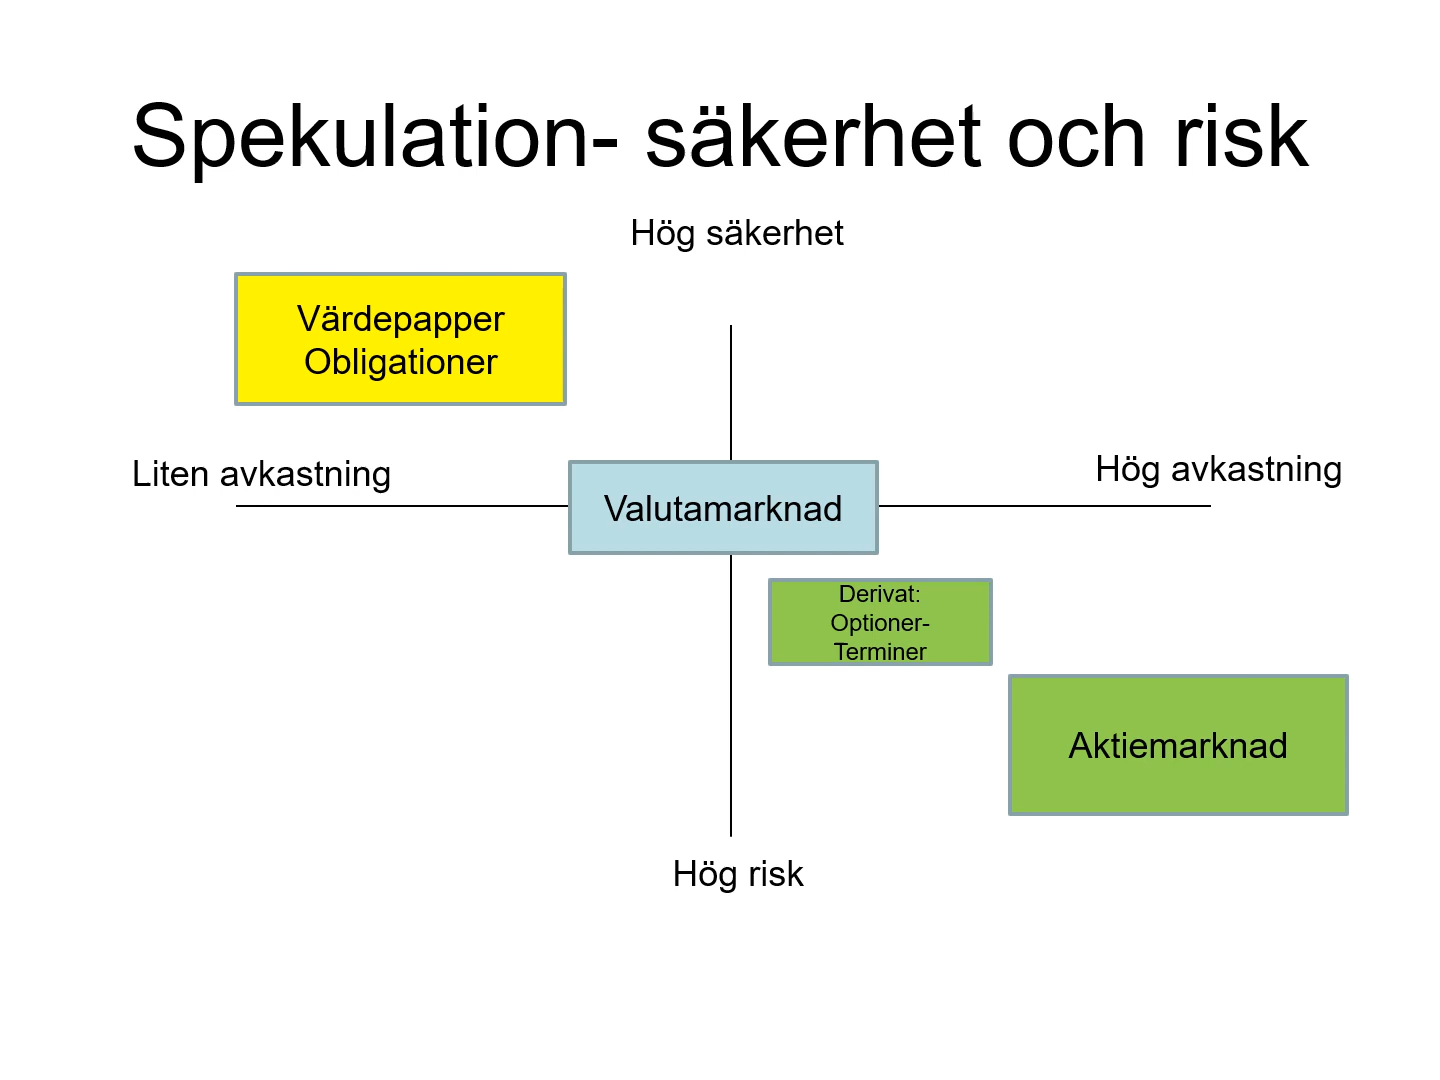 Spekulation- säkerhet och risk
Hög säkerhet
Värdepapper
Obligationer
Liten avkastning
Hög avkastning
Valutamarknad
Derivat:
Optioner-
Terminer
Aktiemarknad
Hög risk